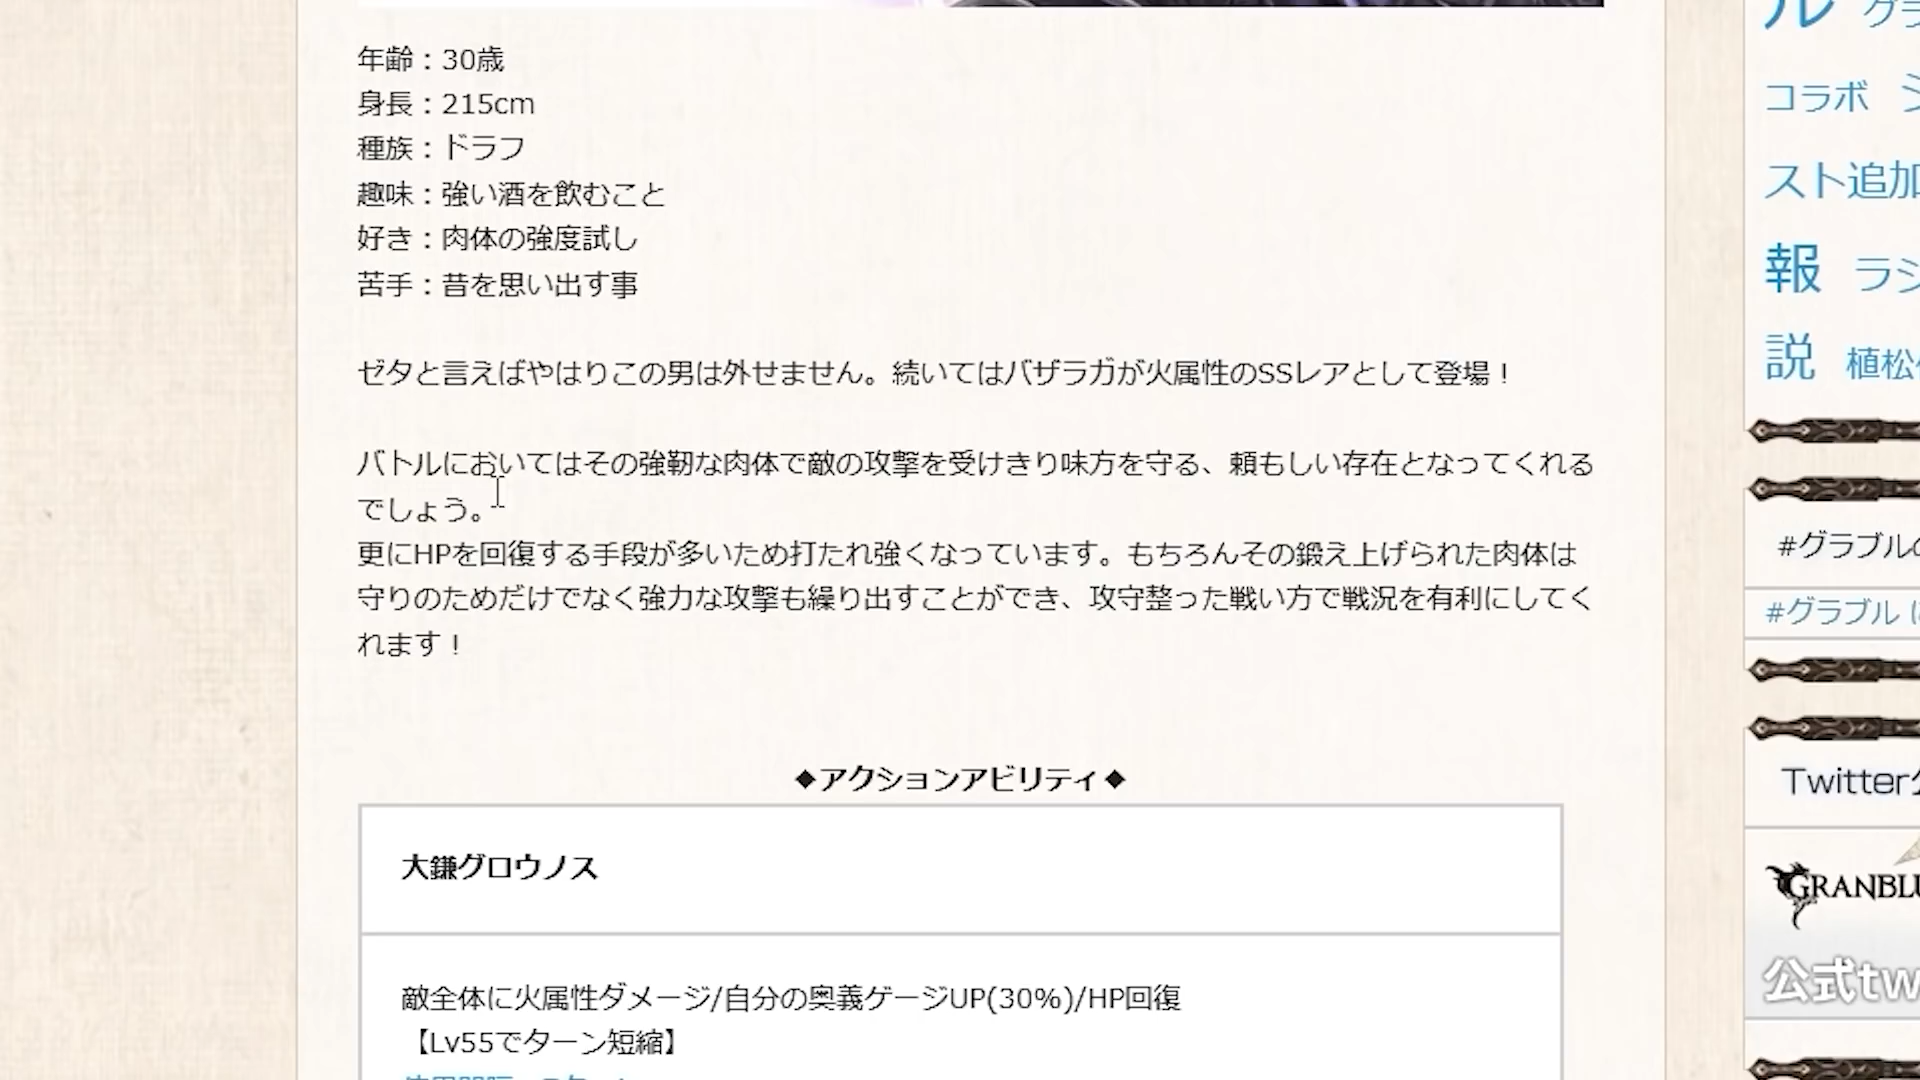 年齢：30歳
身長：215cm
種族：ドラフ
趣味：強い酒を飲むこと
好き：肉体の強度試し
苦手：昔を思い出す事
ゼタと言えばやはりこの男は外せません。続いてはバザラガが火属性のSSレアとして登場！
バトルにおいてはその強靭な肉体で敵の攻撃を受けきり味方を守る、頼もしい存在となってくれる
でしょう。
更にHPを回復する手段が多いため打たれ強くなっています。もちろんその鍛え上げられた肉体は
守りのためだけでなく強力な攻撃も繰り出すことができ、攻守整った戦い方で戦況を有利にしてく
れます！
◆アクションアビリティ◆
大鎌グロウノス
敵全体に火属性ダメージ/自分の奥義ゲージUP(30%)/HP回復
【Lv55でターン短縮】
ル グラ
コラボ
スト追加
報 ラジ
説 植松
#グラブル
#グラブル に
Twitter公
GRANBLU
公式tw